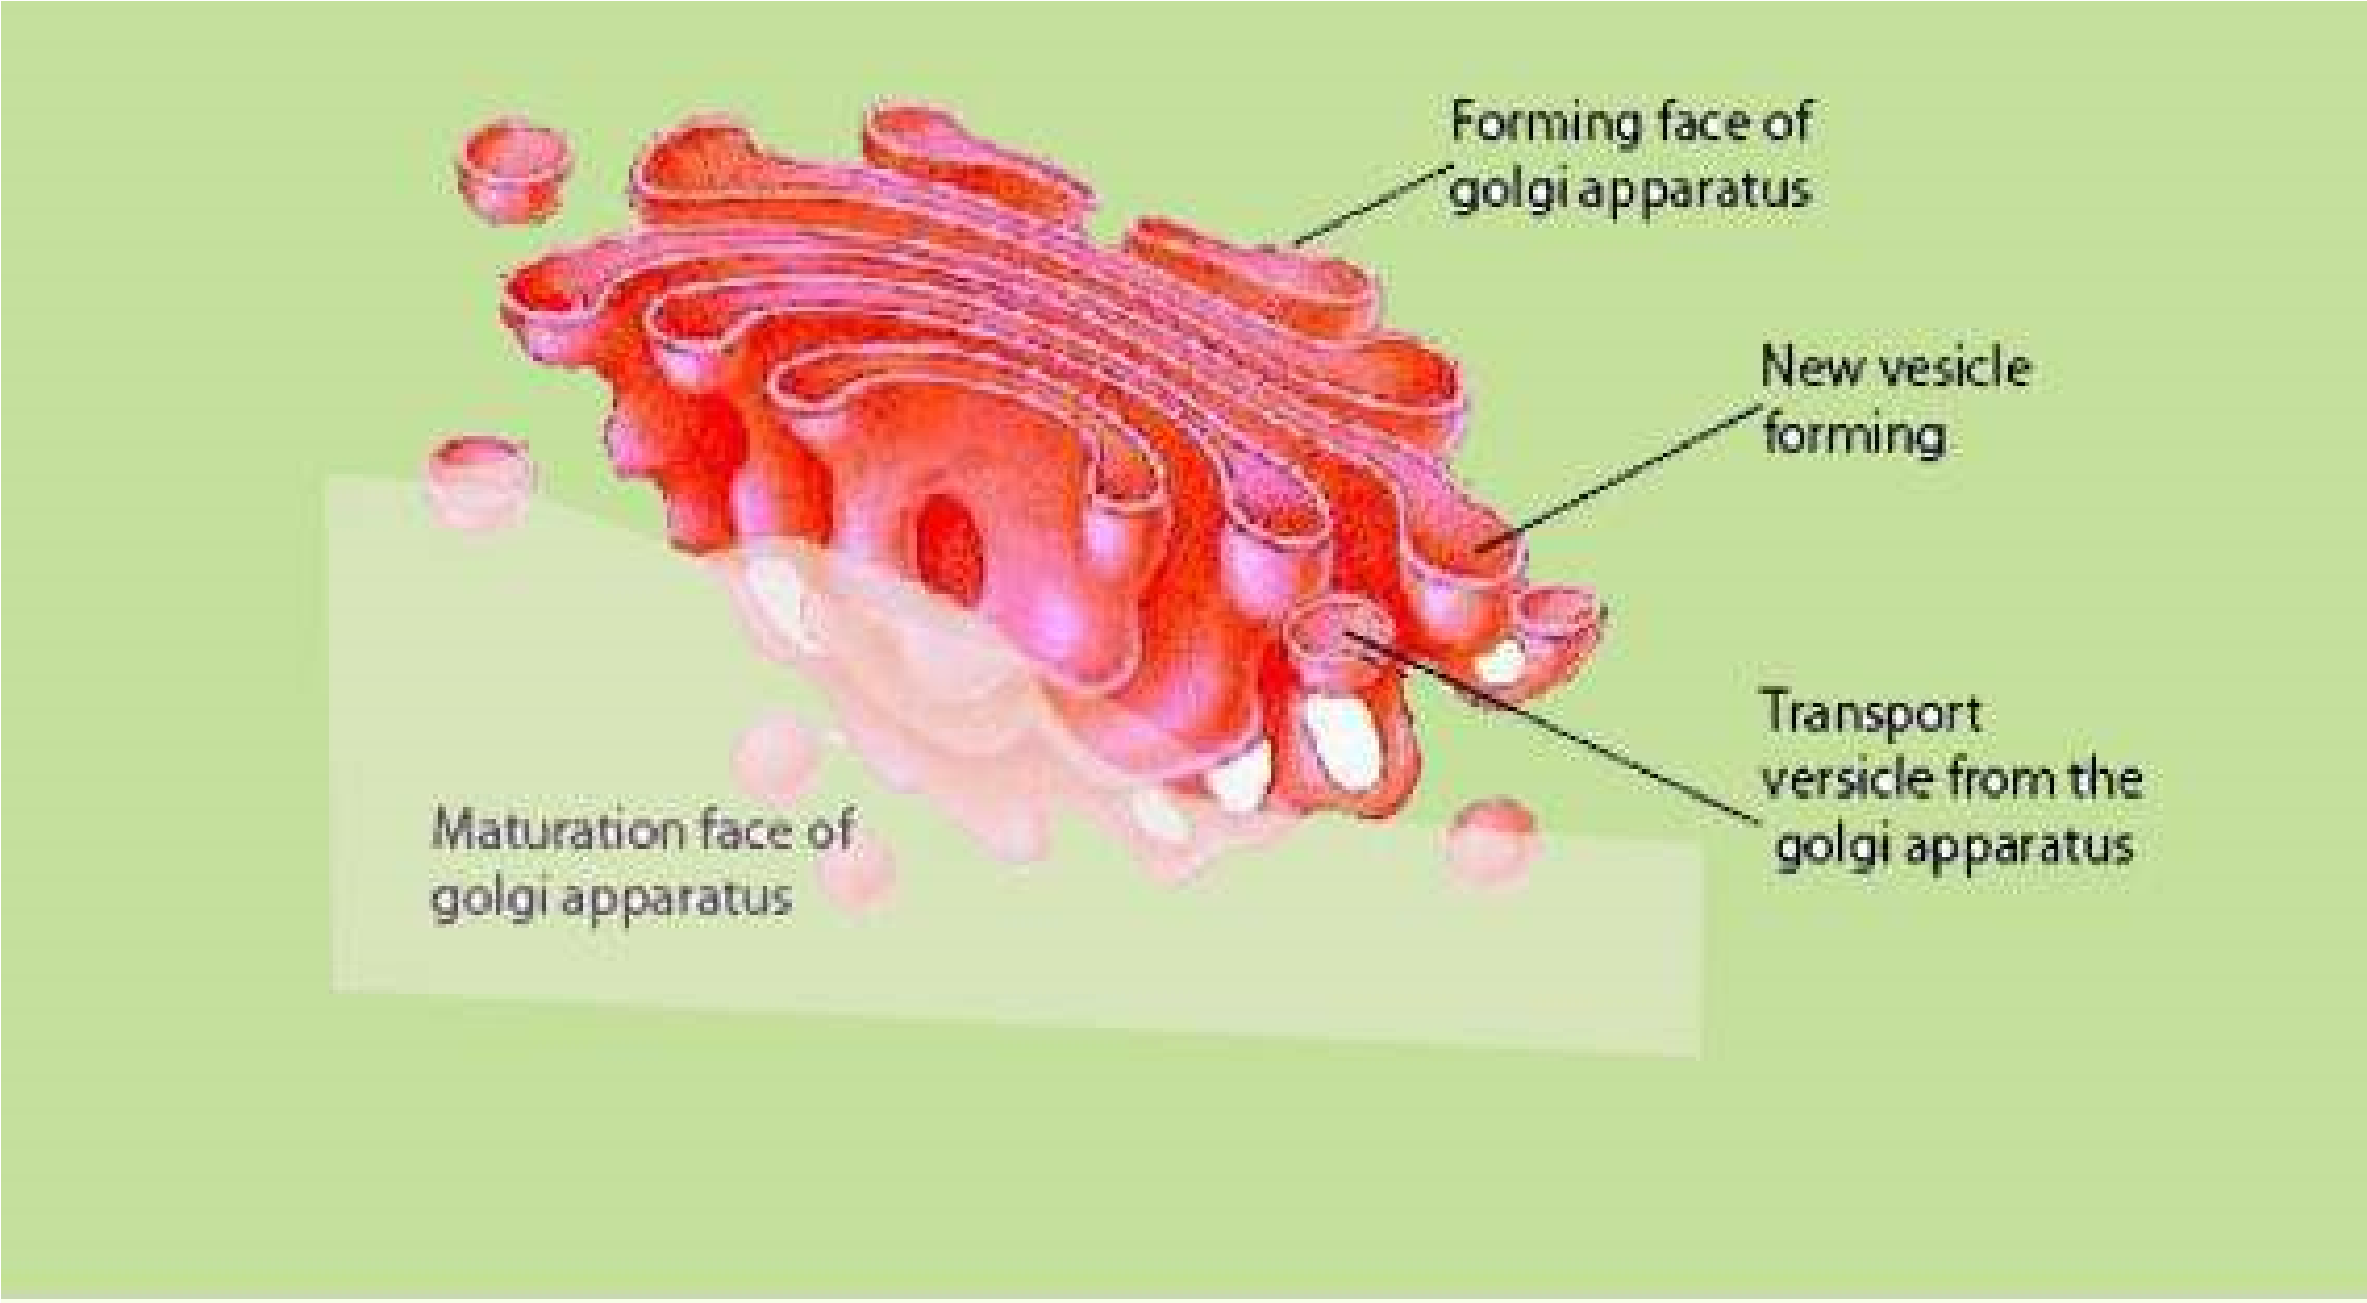 Forming face of
golgi apparatus
New vesicle
forming
Transport
versicle from the
golgi apparatus
Maturation face of
golgi apparatus